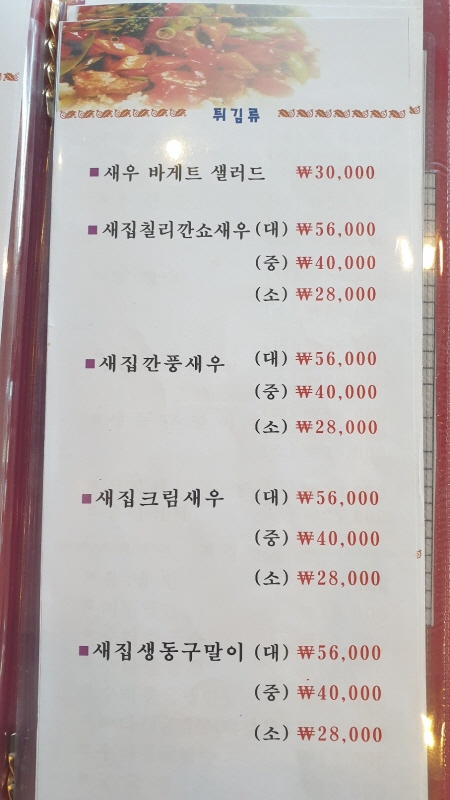 튀김류
■새우 바게트 샐러드 ₩30,000
■새집칠리깐쇼새우(대) ₩56,000
(중) ₩40,000
(소) ₩28,000
■새집깐풍새우 (대) ₩56,000
(중) ₩40,000
(소) ₩28,000
■새집크림새우 (대) ₩56,000
(중) ₩40,000
(소) ₩28,000
■새집생동구말이 (대) ₩56,000
(중) ₩40,000
(소) ₩28,000